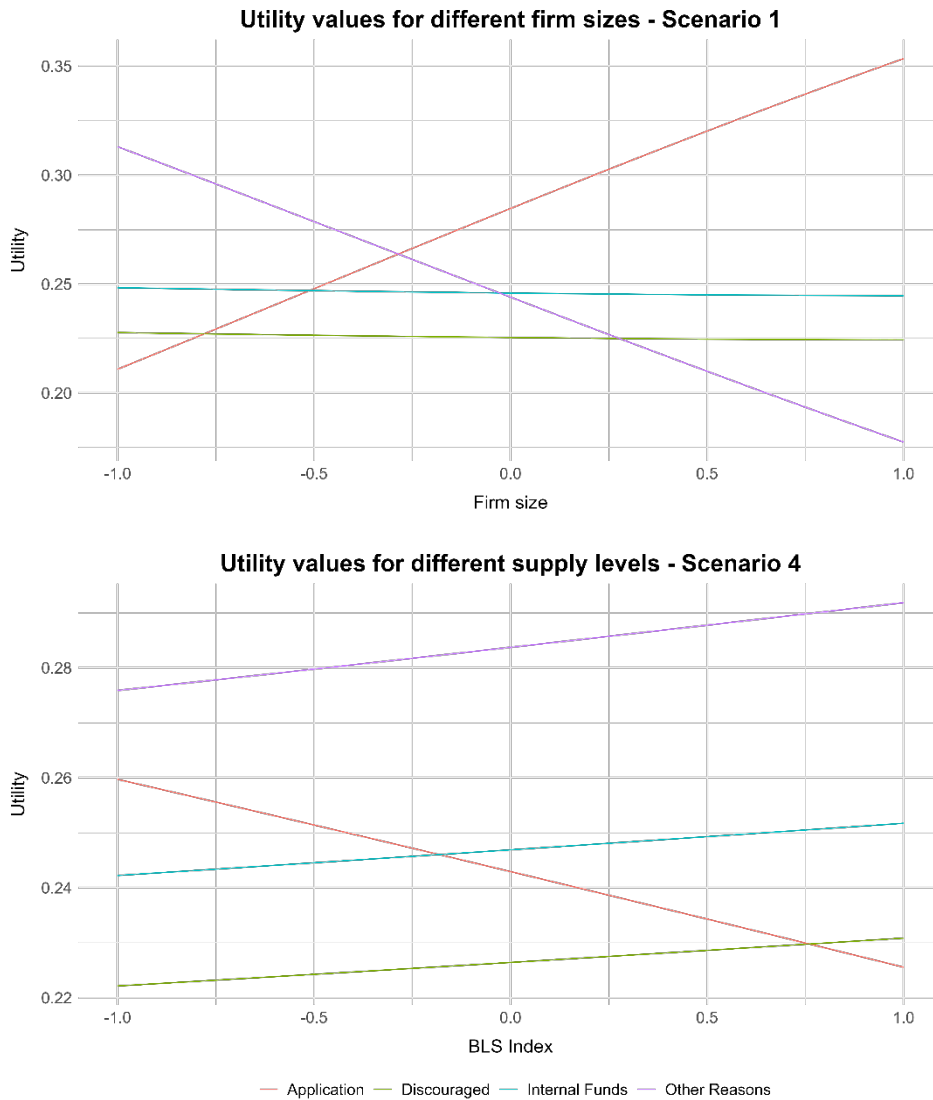 Utility values for different firm sizes - Scenario 1
0.35
0.30
0.25
0.20
Utility
-1.0 -0.5 0.0 0.5 1.0
Firm size
Utility values for different supply levels - Scenario 4
0.28
0.26
0.24
0.22
Utility
-1.0 -0.5 0.0 0.5 1.0
BLS Index
Application Discouraged Internal Funds Other Reasons